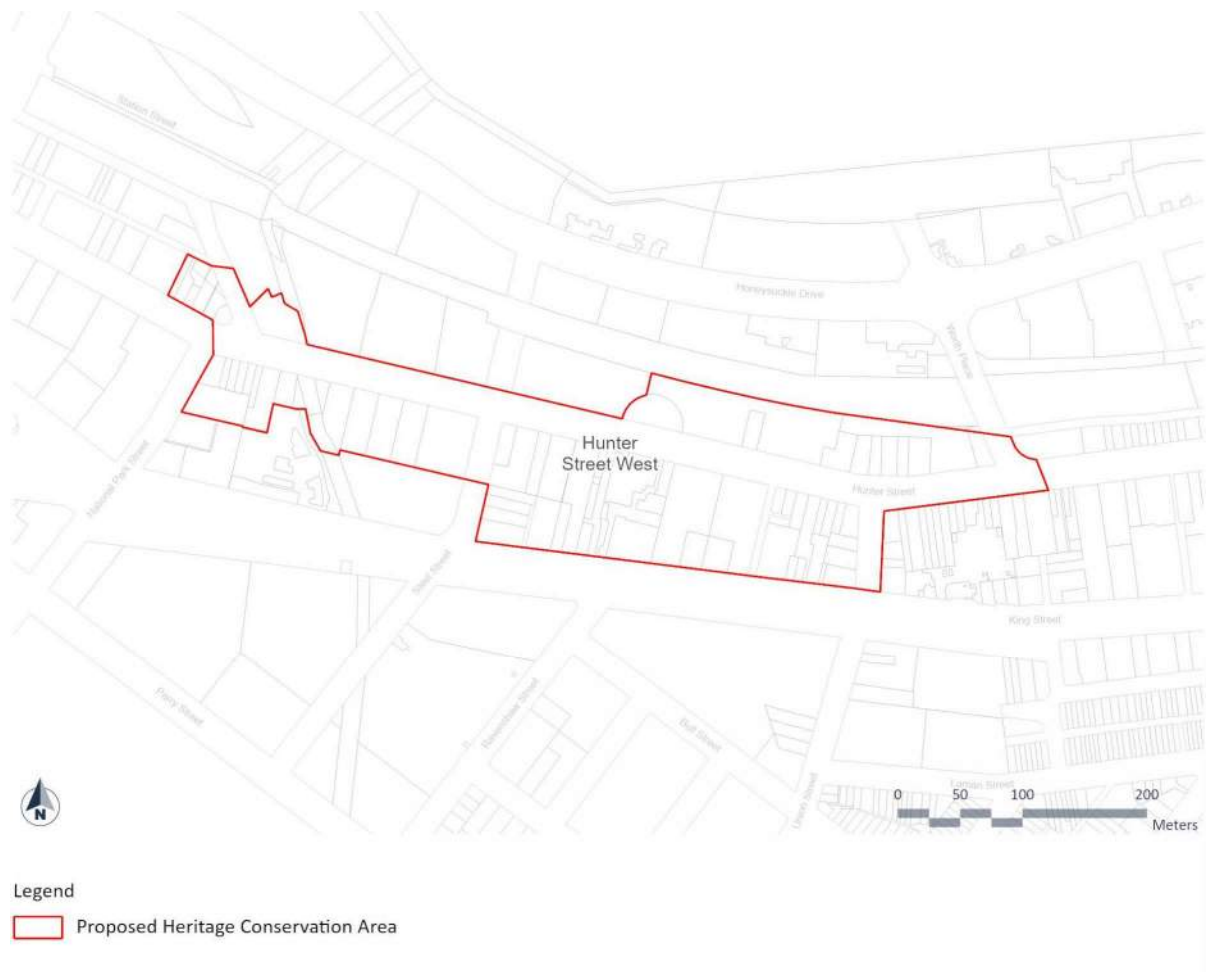 Station Street
Honeysuckle Drive
Worth Place
Hunter
Street West
Hunter Street
National Park Street
Steel Street
King Street
Parry Street
Ravenshaw Street
Bull Street
Union Street
Laman Street
N
0 50 100 200
Meters
Legend
Proposed Heritage Conservation Area